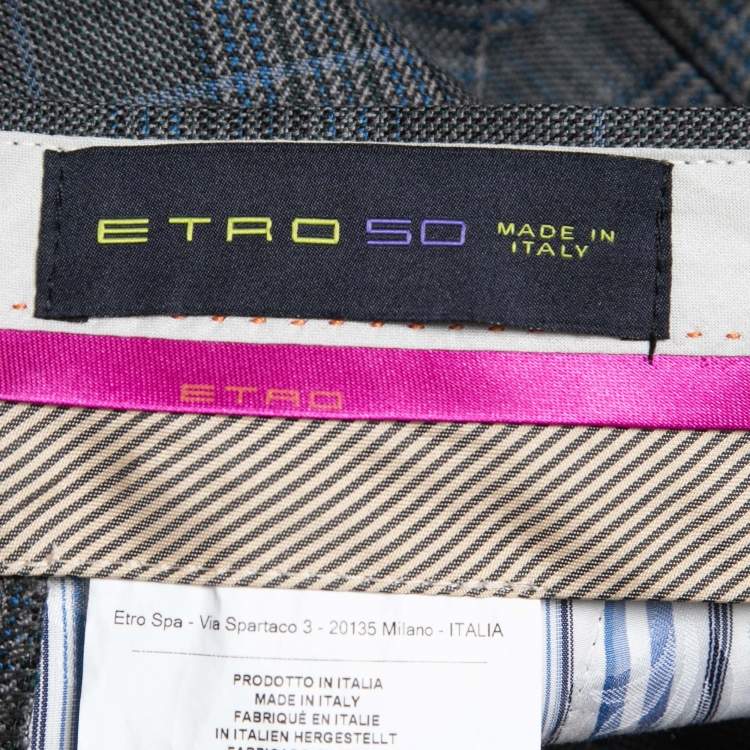 ETRO 50 MADE IN
ITALY
ETRO
Etro Spa - Via Spartaco 3 - 20135 Milano - ITALIA
PRODOTTO IN ITALIA
MADE IN ITALY
FABRIQUÉ EN ITALIE
IN ITALIEN HERGESTELLT